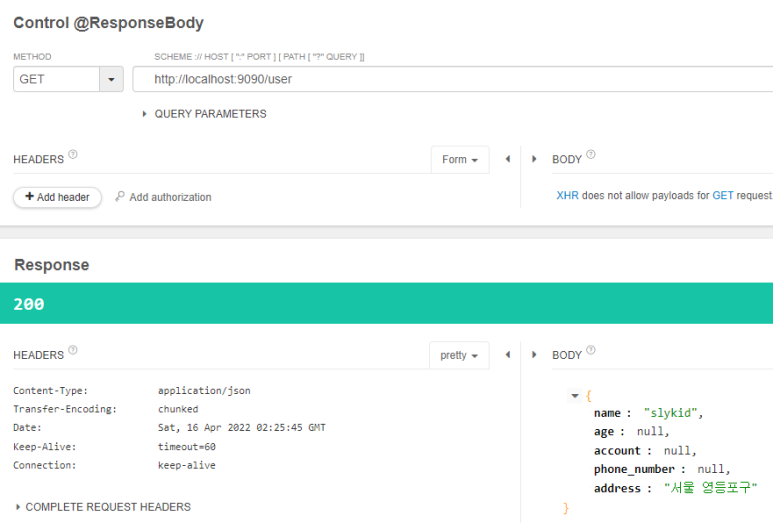 Control @ResponseBody
METHOD SCHEME :// HOST [ ":" PORT ] [ PATH [ "?" QUERY ]]
GET http://localhost:9090/user
QUERY PARAMETERS
HEADERS ? Form BODY ?
+ Add header Add authorization XHR does not allow payloads for GET request
Response
200
HEADERS ? pretty BODY ?
Content-Type: application/json {
Transfer-Encoding: chunked name : "slykid",
Date: Sat, 16 Apr 2022 02:25:45 GMT age : null,
Keep-Alive: timeout=60 account : null,
Connection: keep-alive phone_number : null,
address : "서울 영등포구"
COMPLETE REQUEST HEADERS }